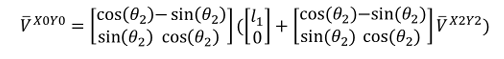 V̄^{X0Y0} = [cos(θ₂)− sin(θ₂) sin(θ₂) cos(θ₂)] ([l₁ 0] + [cos(θ₂)−sin(θ₂) sin(θ₂) cos(θ₂)] V̄^{X2Y2})